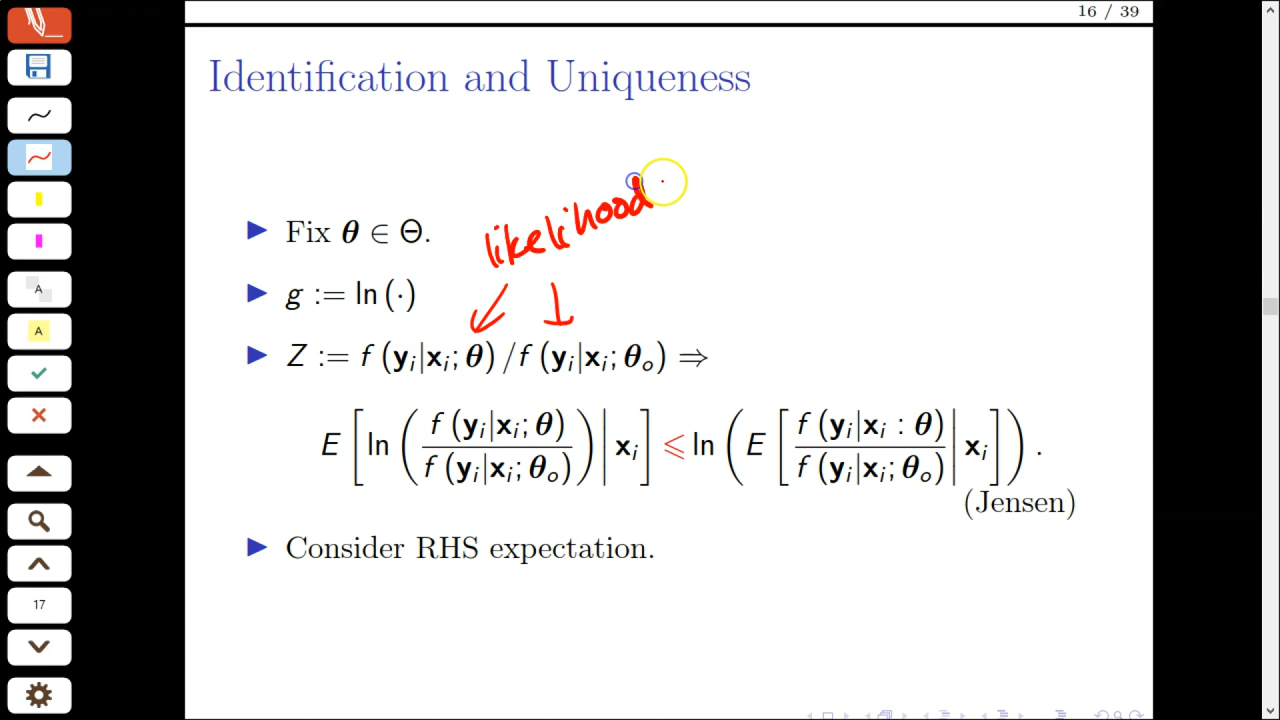 16 / 39
Identification and Uniqueness
likelihood
▶ Fix θ ∈ Θ.
▶ g := ln (·)
▶ Z := f (yᵢ|xᵢ; θ) /f (yᵢ|xᵢ; θₒ) ⇒
E [ ln ( f (yᵢ|xᵢ; θ) / f (yᵢ|xᵢ; θₒ) ) | xᵢ ] ⩽ ln ( E [ f (yᵢ|xᵢ : θ) / f (yᵢ|xᵢ; θₒ) | xᵢ ] ) .
(Jensen)
▶ Consider RHS expectation.
A
A
17